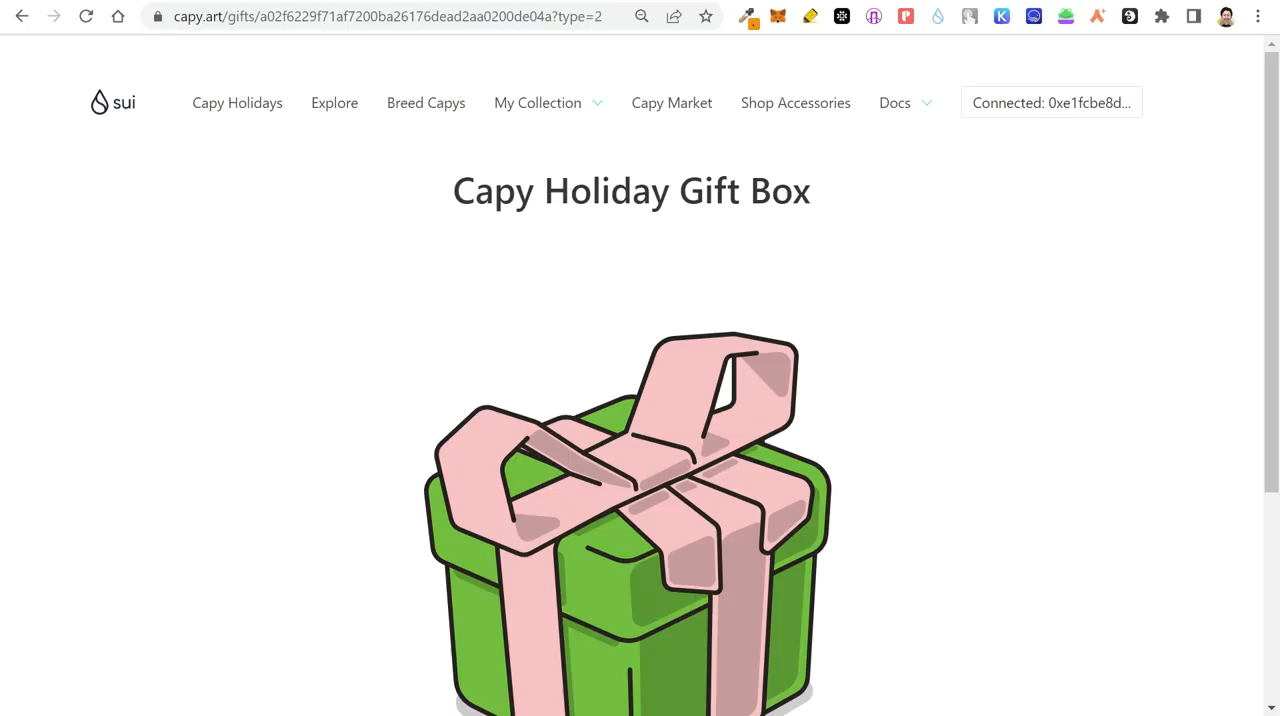 capy.art/gifts/a02f6529f71af7200ba26176dead2aa0200de04a?type=2
sui
Capy Holidays
Explore
Breed Capys
My Collection
Capy Market
Shop Accessories
Docs
Connected: 0xe1fcbe8d...
Capy Holiday Gift Box